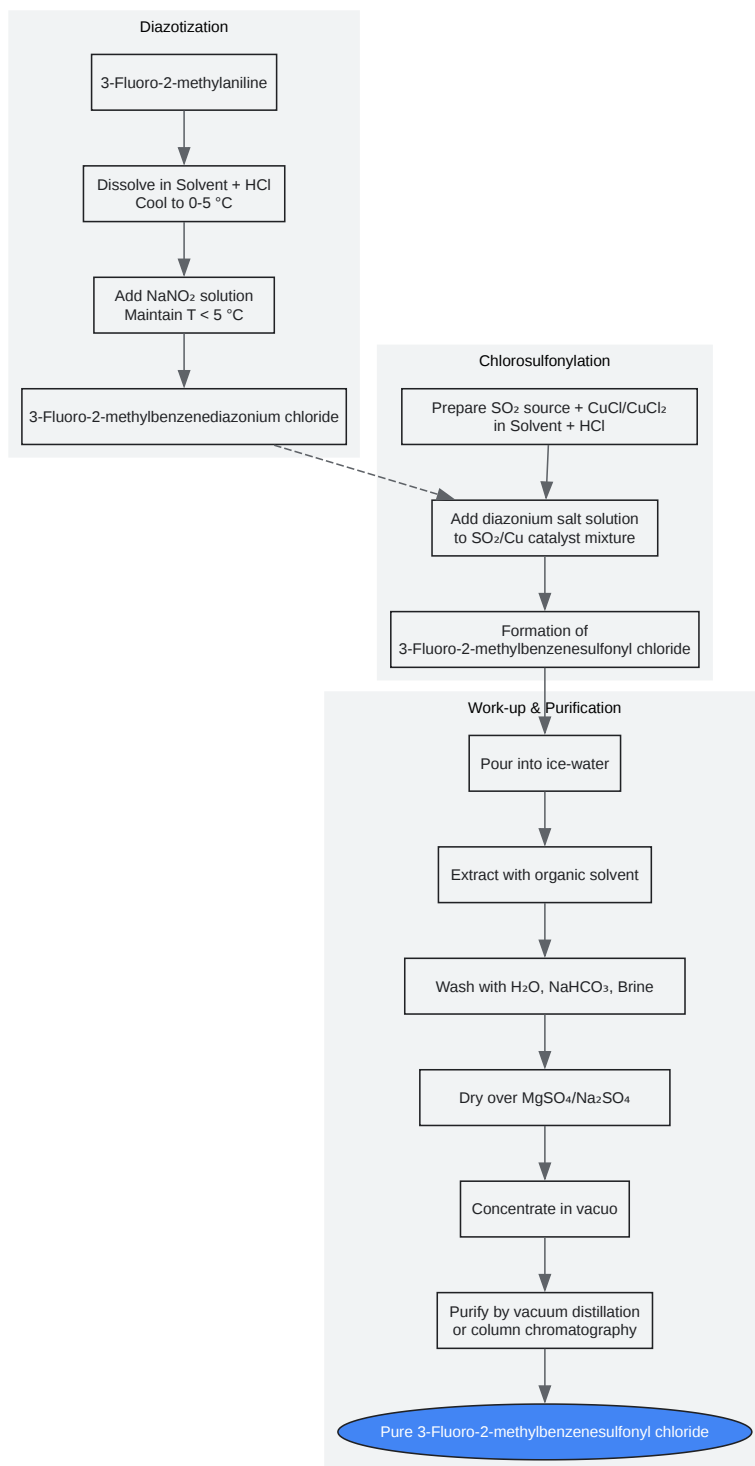 Diazotization
3-Fluoro-2-methylaniline
Dissolve in Solvent + HCl
Cool to 0-5 °C
Add NaNO₂ solution
Maintain T < 5 °C
3-Fluoro-2-methylbenzenediazonium chloride
Chlorosulfonylation
Prepare SO₂ source + CuCl/CuCl₂
in Solvent + HCl
Add diazonium salt solution
to SO₂/Cu catalyst mixture
Formation of
3-Fluoro-2-methylbenzenesulfonyl chloride
Work-up & Purification
Pour into ice-water
Extract with organic solvent
Wash with H₂O, NaHCO₃, Brine
Dry over MgSO₄/Na₂SO₄
Concentrate in vacuo
Purify by vacuum distillation
or column chromatography
Pure 3-Fluoro-2-methylbenzenesulfonyl chloride